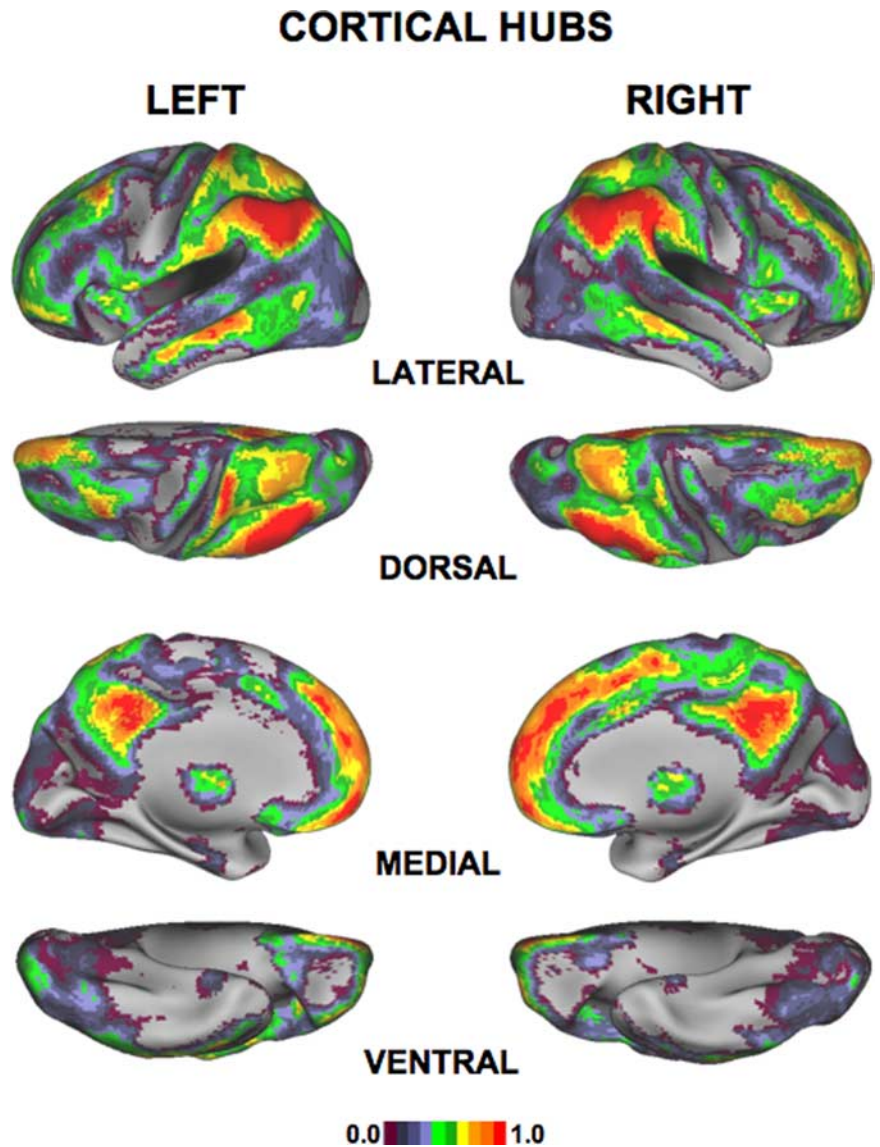 CORTICAL HUBS
LEFT RIGHT
LATERAL
DORSAL
MEDIAL
VENTRAL
0.0 1.0